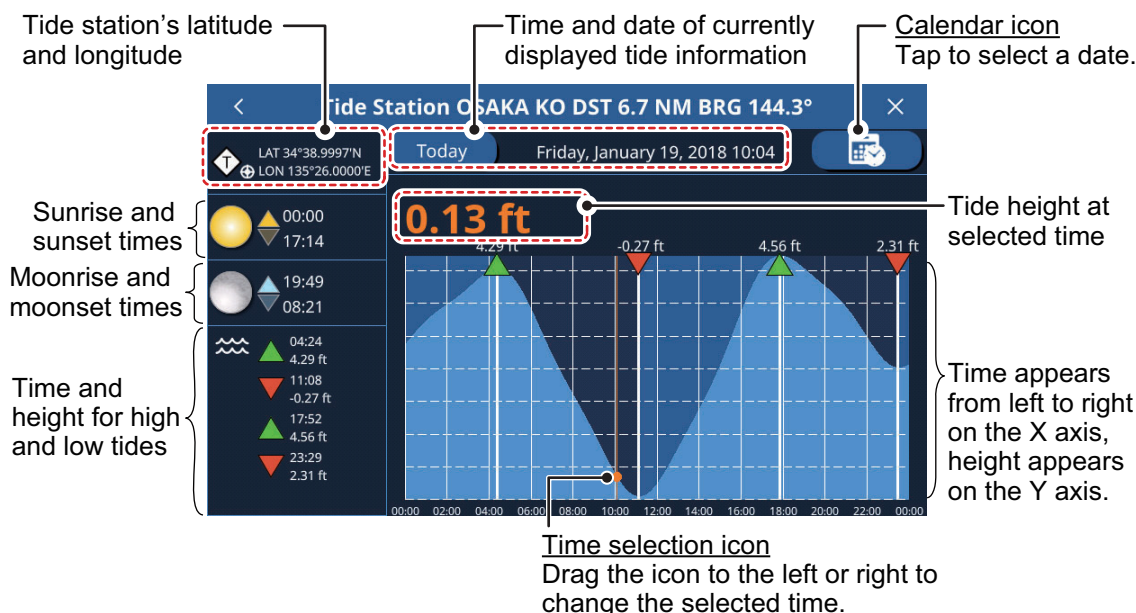 Tide station's latitude
and longitude
Time and date of currently
displayed tide information
Calendar icon
Tap to select a date.
Tide Station OSAKA KO DST 6.7 NM BRG 144.3°
T
LAT 34°38.9997'N
LON 135°26.0000'E
Today
Friday, January 19, 2018 10:04
Sunrise and
sunset times
00:00
17:14
0.13 ft
Tide height at
selected time
4.29 ft
-0.27 ft
4.56 ft
2.31 ft
Moonrise and
moonset times
19:49
08:21
Time and
height for high
and low tides
04:24
4.29 ft
11:08
-0.27 ft
17:52
4.56 ft
23:29
2.31 ft
Time appears
from left to right
on the X axis,
height appears
on the Y axis.
00:00 02:00 04:00 06:00 08:00 10:00 12:00 14:00 16:00 18:00 20:00 22:00 00:00
Time selection icon
Drag the icon to the left or right to
change the selected time.